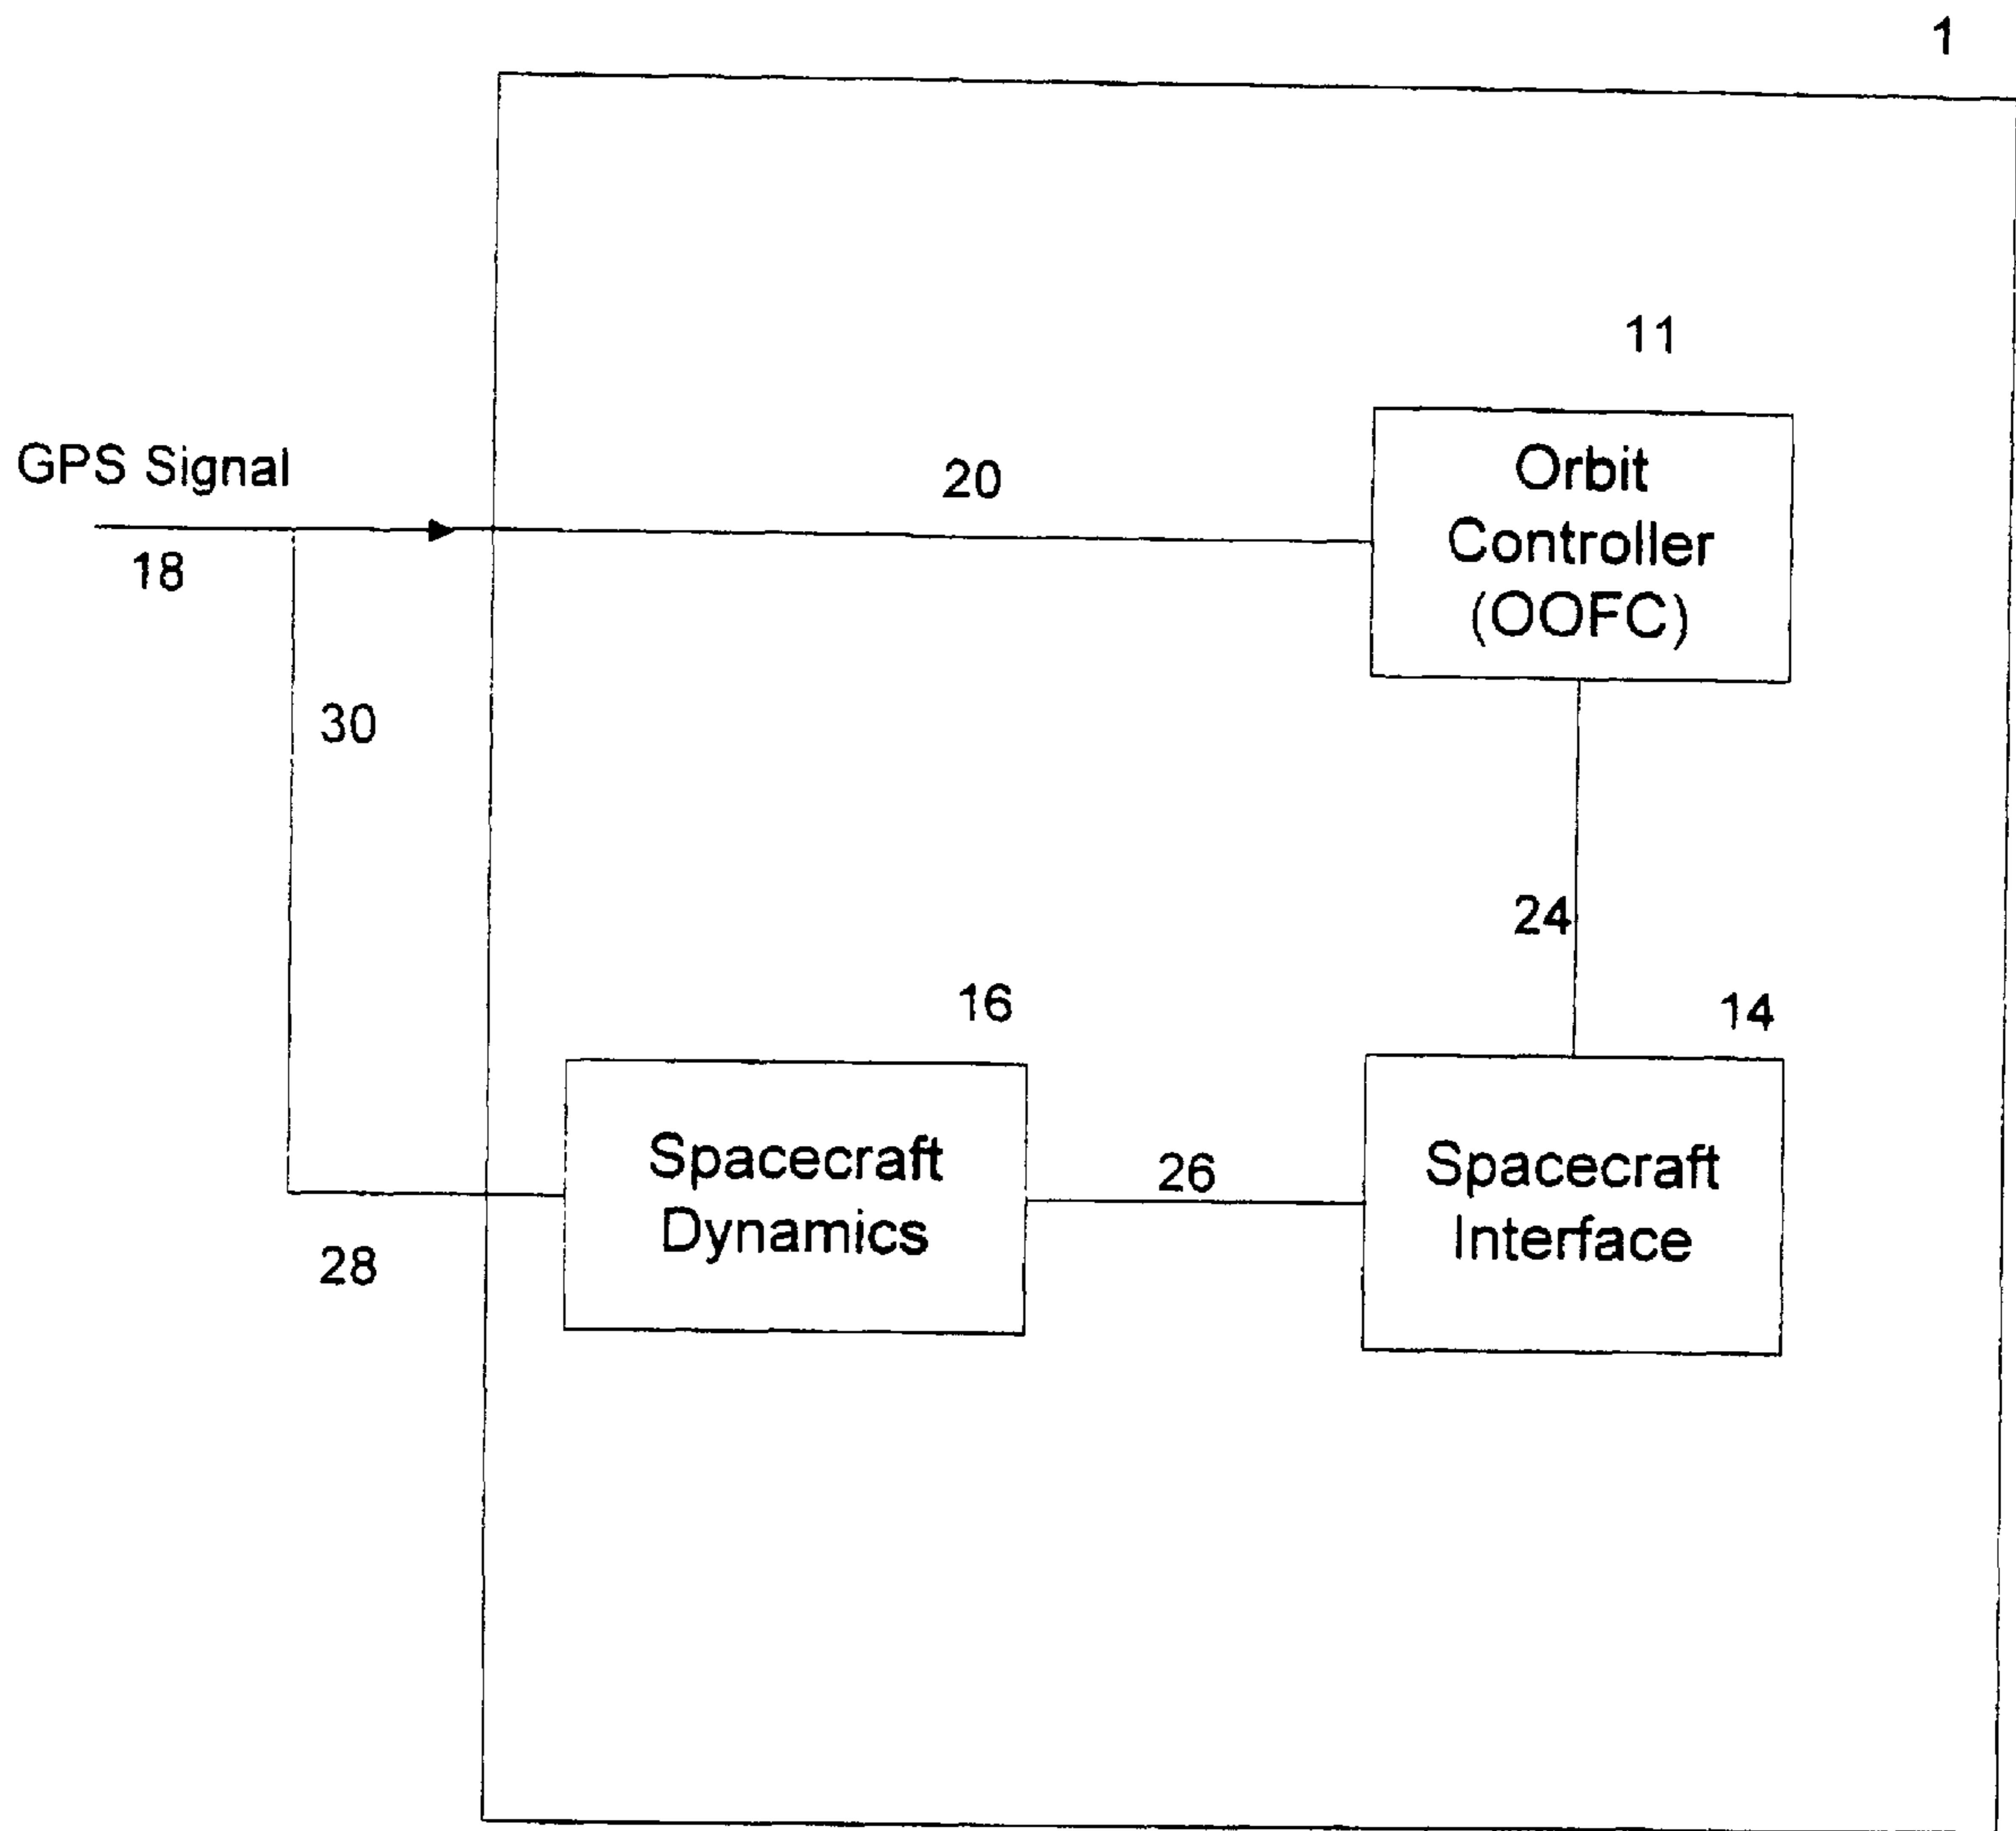 1
11
GPS Signal
20
Orbit
Controller
(OOFC)
18
30
24
16
14
Spacecraft
Dynamics
26
Spacecraft
Interface
28